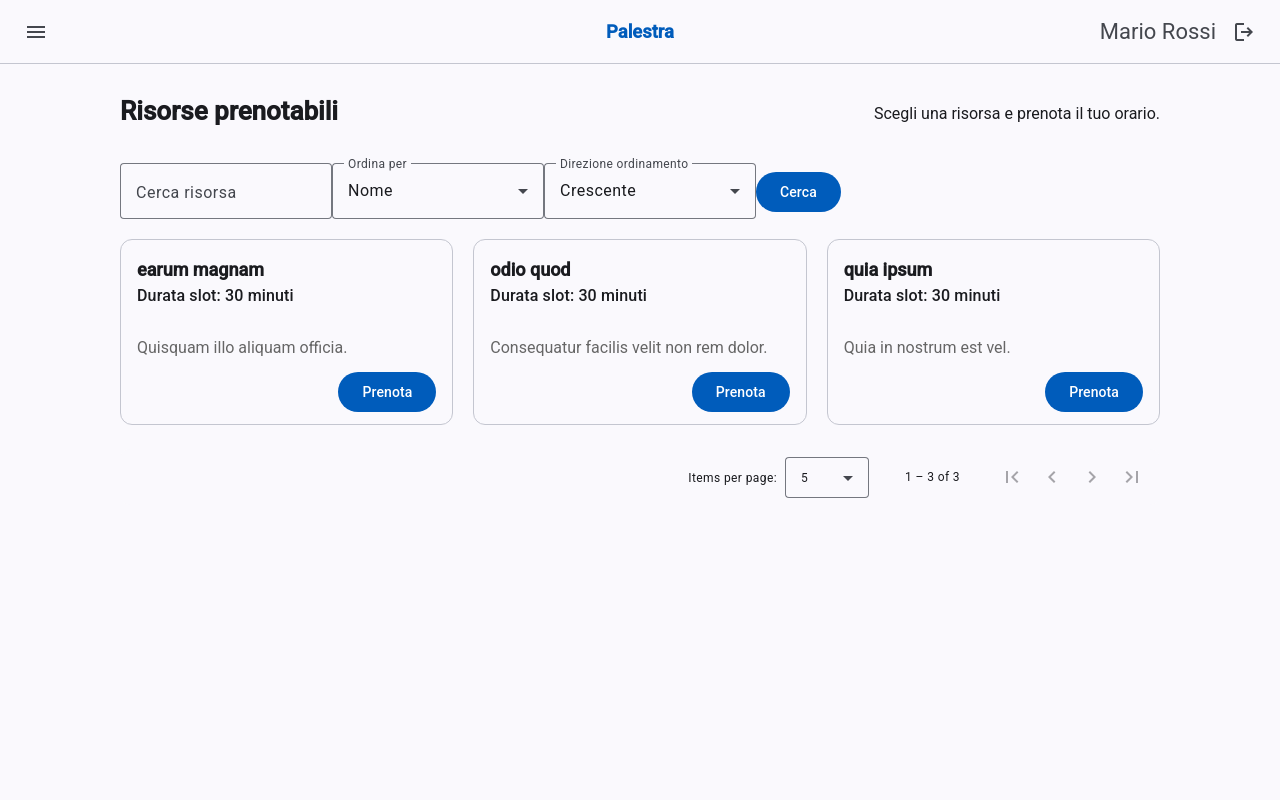 Palestra
Mario Rossi
Risorse prenotabili
Scegli una risorsa e prenota il tuo orario.
Cerca risorsa
Ordina per
Nome
Direzione ordinamento
Crescente
Cerca
earum magnam
Durata slot: 30 minuti
Quisquam illo aliquam officia.
Prenota
odio quod
Durata slot: 30 minuti
Consequatur facilis velit non rem dolor.
Prenota
quia ipsum
Durata slot: 30 minuti
Quia in nostrum est vel.
Prenota
Items per page:
5
1 – 3 of 3